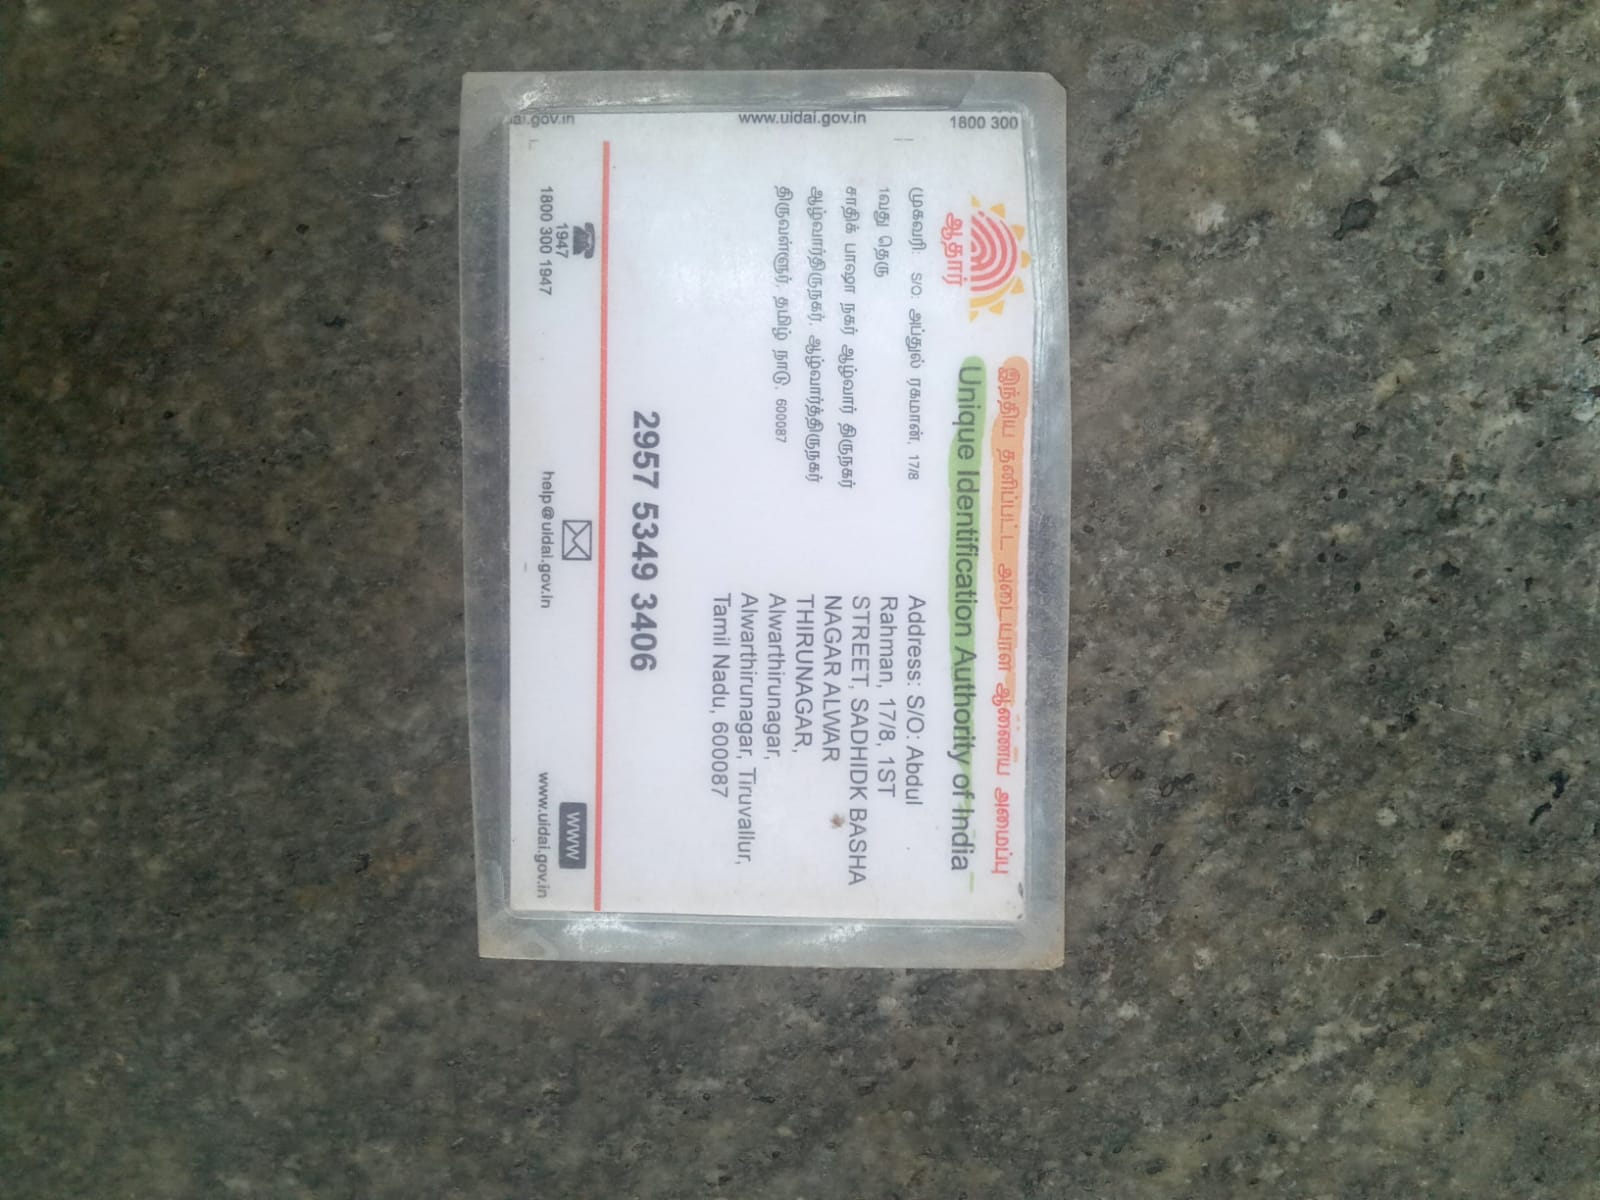 ai.gov.in
www.uidai.gov.in
1800 300
ஆதார்
இந்திய தனிப்பட்ட அடையாள ஆணைய அமைப்பு
Unique Identification Authority of India
முகவரி: S/O: அப்துல் ரகமான், 17/8
1வது தெரு
சாதிக் பாஷா நகர் ஆழ்வார் திருநகர்
ஆழ்வார்திருநகர், ஆழ்வார்த்திருநகர்
திருவள்ளுர், தமிழ் நாடு, 600087
Address: S/O: Abdul
Rahman, 17/8, 1ST
STREET, SADHIDK BASHA
NAGAR ALWAR
THIRUNAGAR,
Alwarthirunagar,
Alwarthirunagar, Tiruvallur,
Tamil Nadu, 600087
2957 5349 3406
1947
1800 300 1947
help@uidai.gov.in
WWW
www.uidai.gov.in